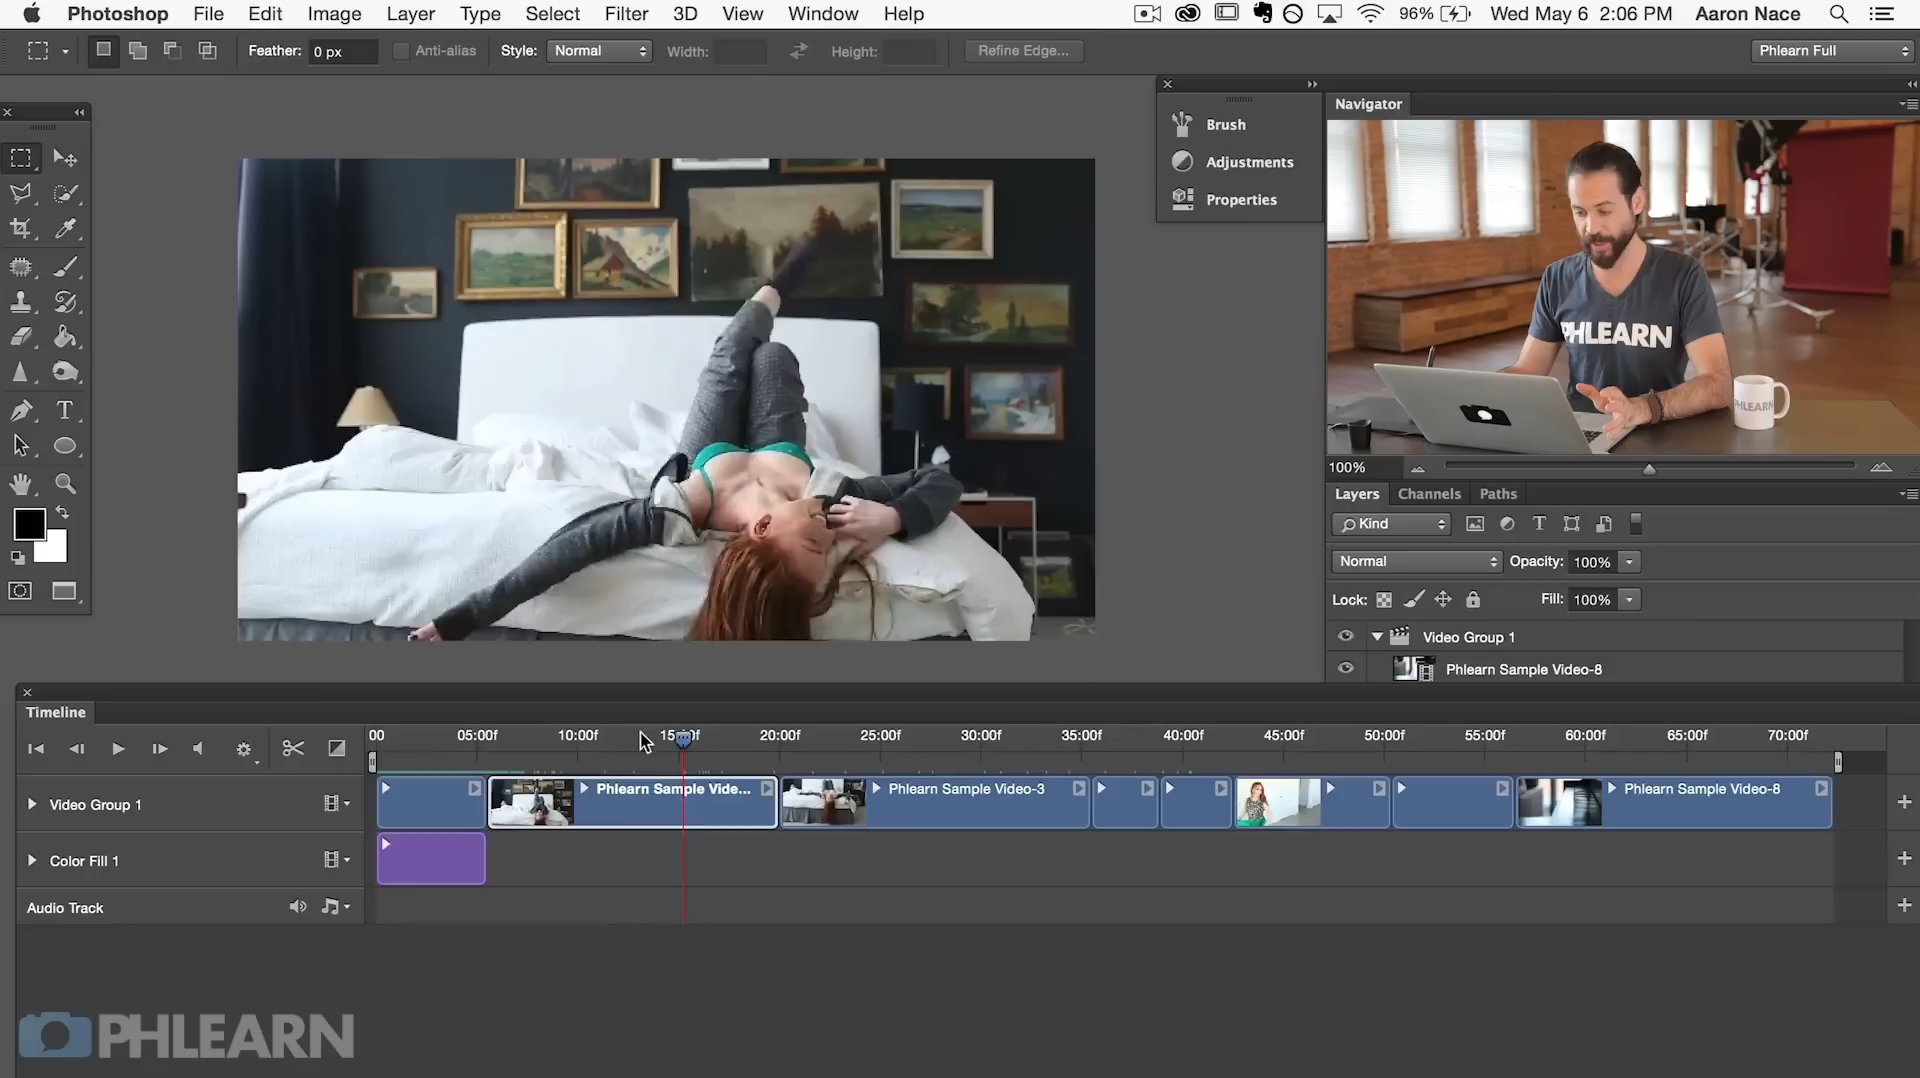 Photoshop File Edit Image Layer Type Select Filter 3D View Window Help 96% Wed May 6 2:06 PM Aaron Nace
Feather: 0 px Anti-alias Style: Normal Width: Height: Refine Edge... Phlearn Full
Brush
Adjustments
Properties
Navigator
PHLEARN
PHLEARN
100%
Layers Channels Paths
Kind
Normal Opacity: 100%
Lock: Fill: 100%
Video Group 1
Phlearn Sample Video-8
Timeline
00 05:00f 10:00f 15:00f 20:00f 25:00f 30:00f 35:00f 40:00f 45:00f 50:00f 55:00f 60:00f 65:00f 70:00f
Video Group 1 Phlearn Sample Vide... Phlearn Sample Video-3 Phlearn Sample Video-8
Color Fill 1
Audio Track
PHLEARN